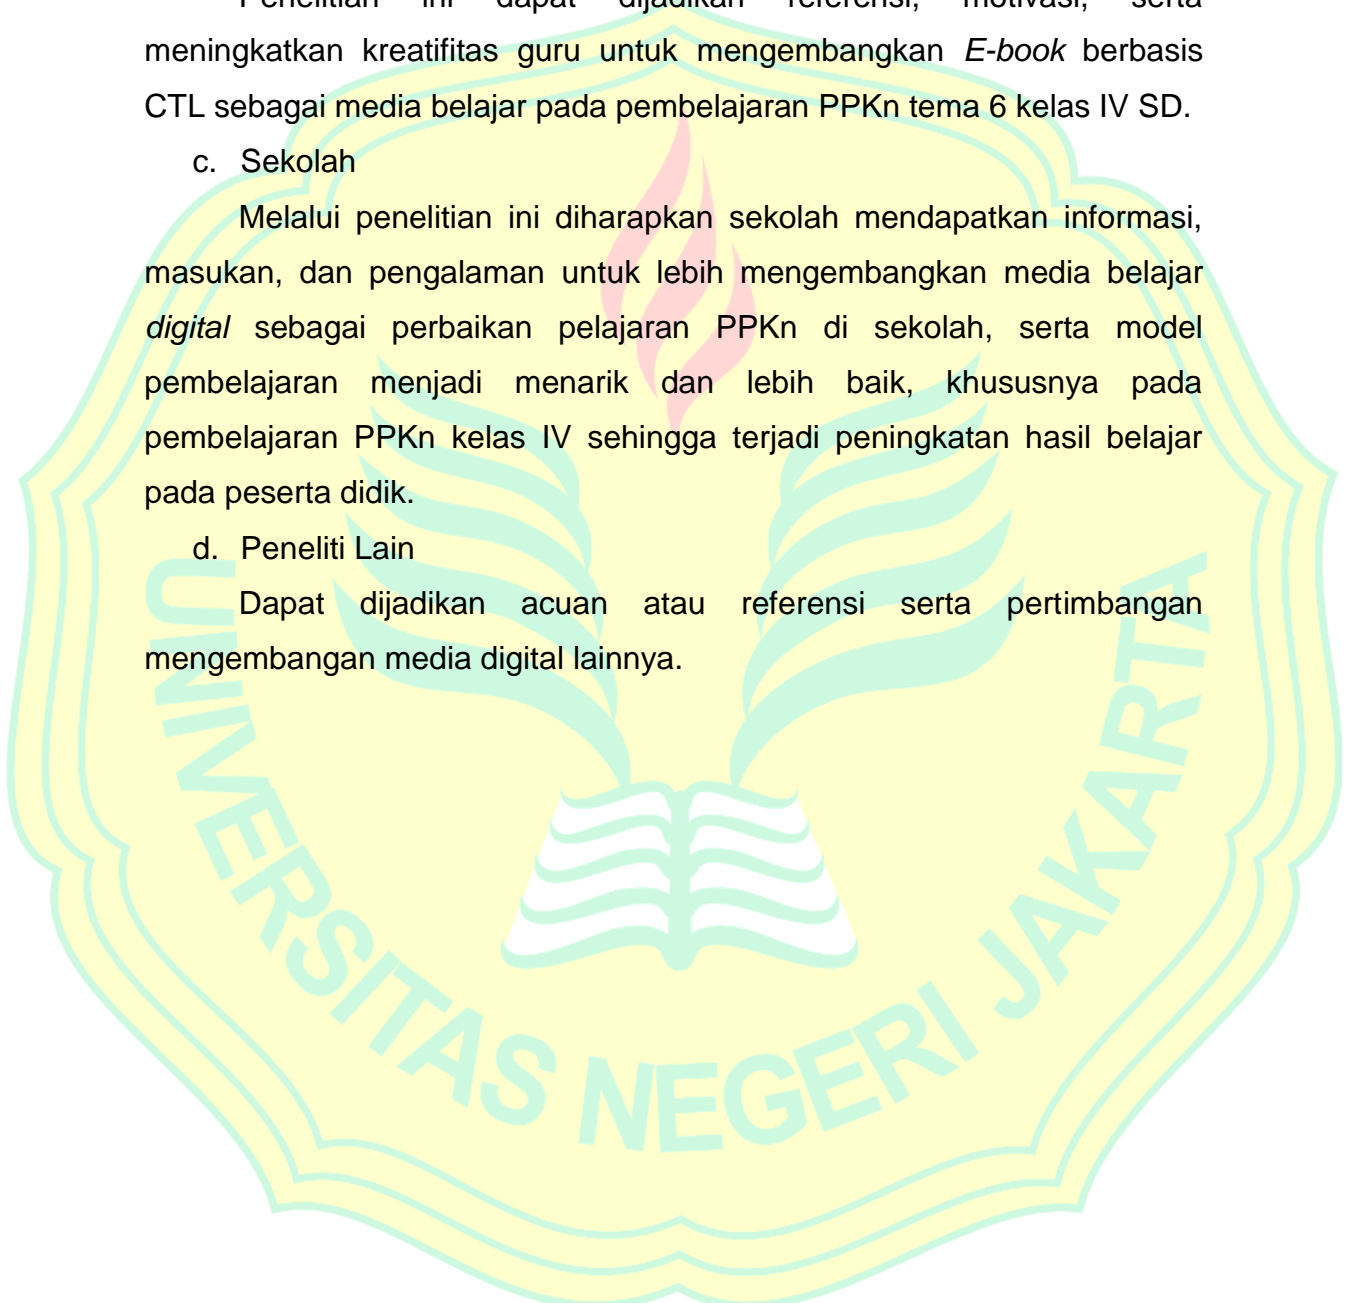 Penelitian ini dapat dijadikan referensi, motivasi, serta
meningkatkan kreatifitas guru untuk mengembangkan E-book berbasis
CTL sebagai media belajar pada pembelajaran PPKn tema 6 kelas IV SD.
c. Sekolah
Melalui penelitian ini diharapkan sekolah mendapatkan informasi,
masukan, dan pengalaman untuk lebih mengembangkan media belajar
digital sebagai perbaikan pelajaran PPKn di sekolah, serta model
pembelajaran menjadi menarik dan lebih baik, khususnya pada
pembelajaran PPKn kelas IV sehingga terjadi peningkatan hasil belajar
pada peserta didik.
d. Peneliti Lain
Dapat dijadikan acuan atau referensi serta pertimbangan
mengembangan media digital lainnya.
UNIVERSITAS NEGERI JAKARTA